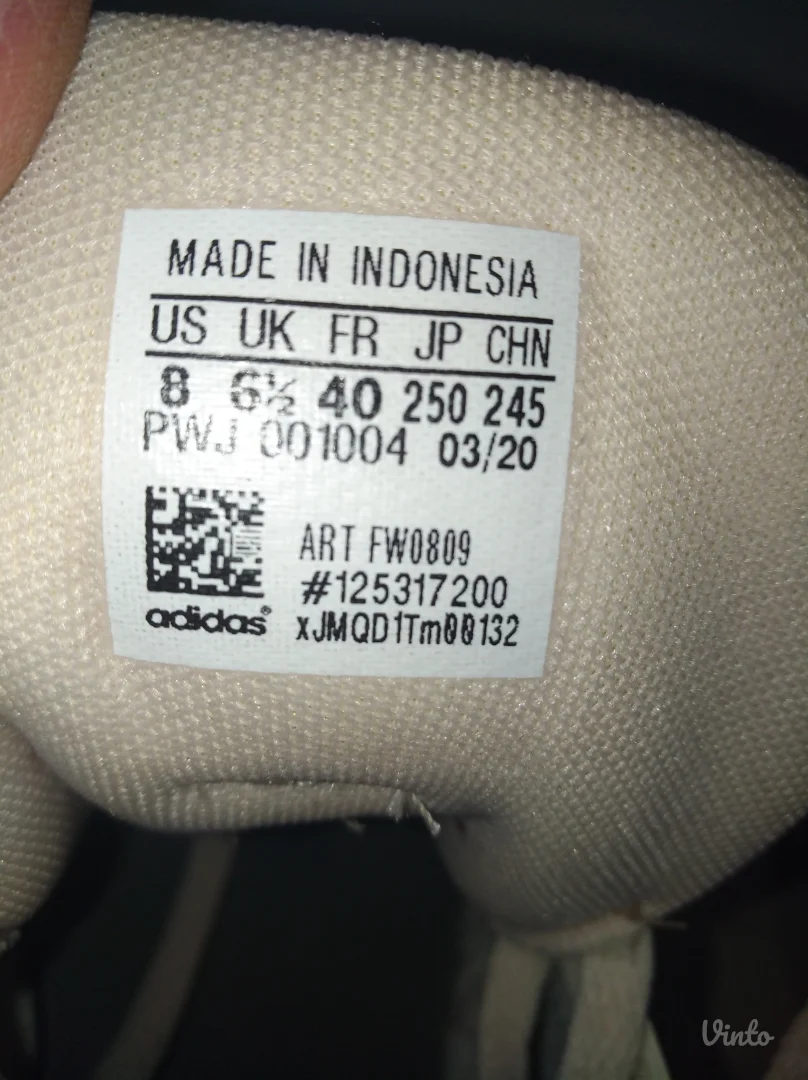 MADE IN INDONESIA
US UK FR JP CHN
8 6½ 40 250 245
PWJ 001004 03/20
ART FW0809
#125317200
adidas® xJMQD1Tm00132
Vinto